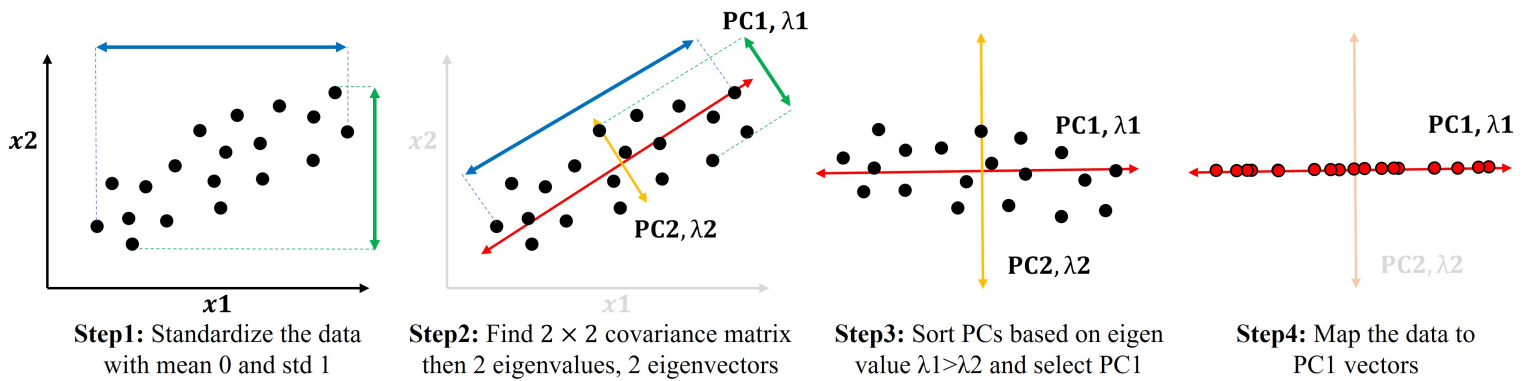 x2
x1
Step1: Standardize the data
with mean 0 and std 1
PC1, λ1
x2
PC2, λ2
x1
Step2: Find 2 × 2 covariance matrix
then 2 eigenvalues, 2 eigenvectors
PC1, λ1
PC2, λ2
Step3: Sort PCs based on eigen
value λ1>λ2 and select PC1
PC1, λ1
PC2, λ2
Step4: Map the data to
PC1 vectors